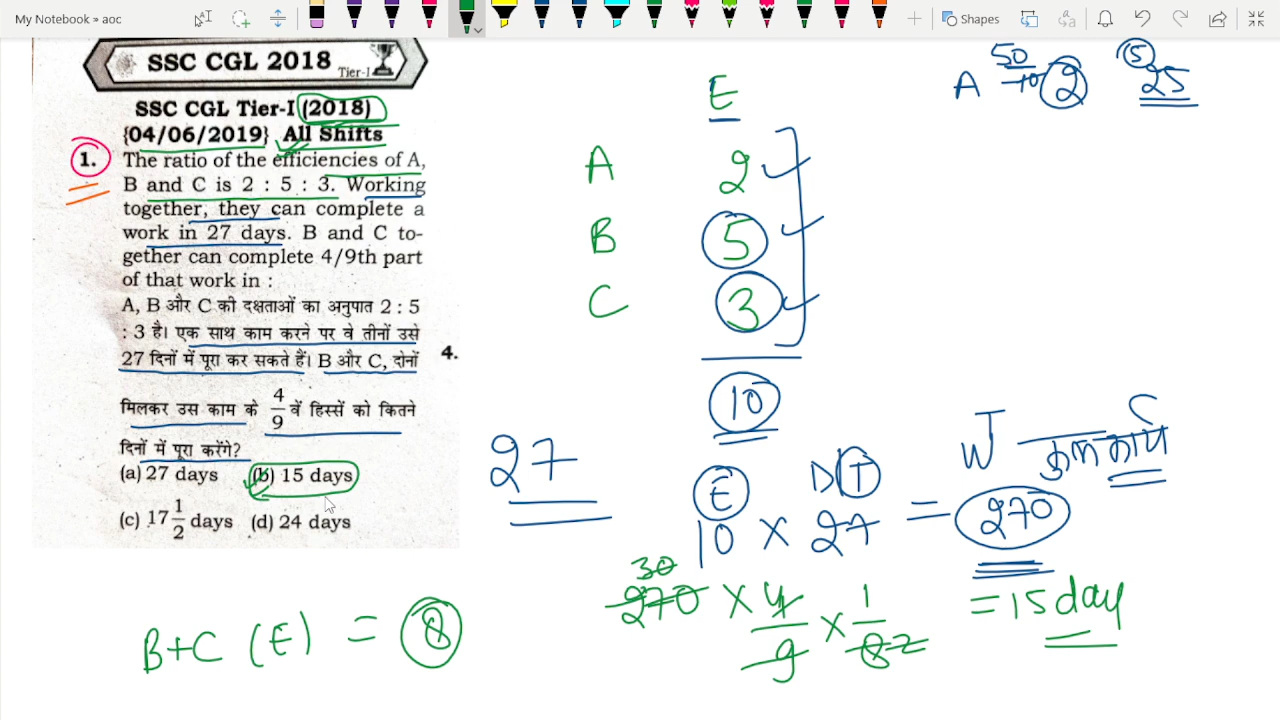 My Notebook » aoc
Shapes
SSC CGL 2018
Tier-I
SSC CGL Tier-I (2018)
{04/06/2019} All Shifts
1. The ratio of the efficiencies of A,
B and C is 2 : 5 : 3. Working
together, they can complete a
work in 27 days. B and C to-
gether can complete 4/9th part
of that work in :
A, B और C की दक्षताओं का अनुपात 2 : 5
: 3 है। एक साथ काम करने पर वे तीनों उसे
27 दिनों में पूरा कर सकते हैं। B और C, दोनों
मिलकर उस काम के 4/9 वें हिस्सें को कितने
दिनों में पूरा करेंगे?
(a) 27 days (b) 15 days
(c) 17 1/2 days (d) 24 days
4.
A 50 10 2 5 25
E
A 2
B 5
C 3
10
27
E D T W
कुल कार्य
10 × 27 = 270
30
270 × 4/9 × 1/8 2 = 15 day
B+C (E) = 8